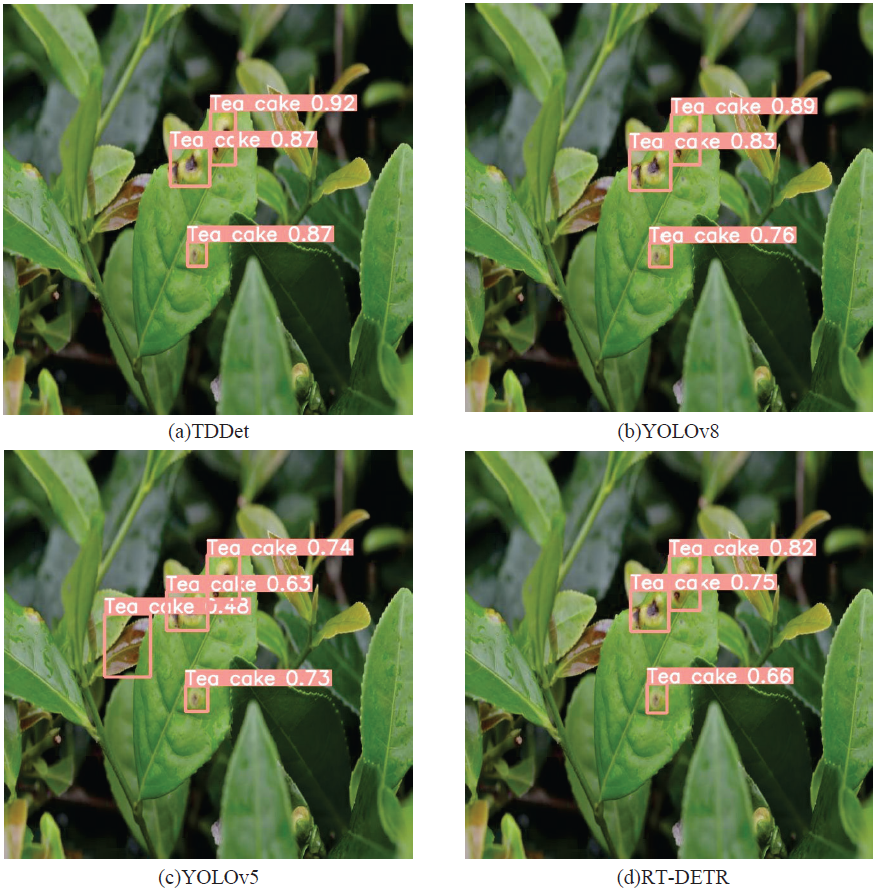 Tea cake 0.92
Tea cake 0.87
Tea cake 0.87
(a)TDDet
Tea cake 0.89
Tea cake 0.83
Tea cake 0.76
(b)YOLOv8
Tea cake 0.74
Tea cake 0.63
Tea cake 0.48
Tea cake 0.73
(c)YOLOv5
Tea cake 0.82
Tea cake 0.75
Tea cake 0.66
(d)RT-DETR